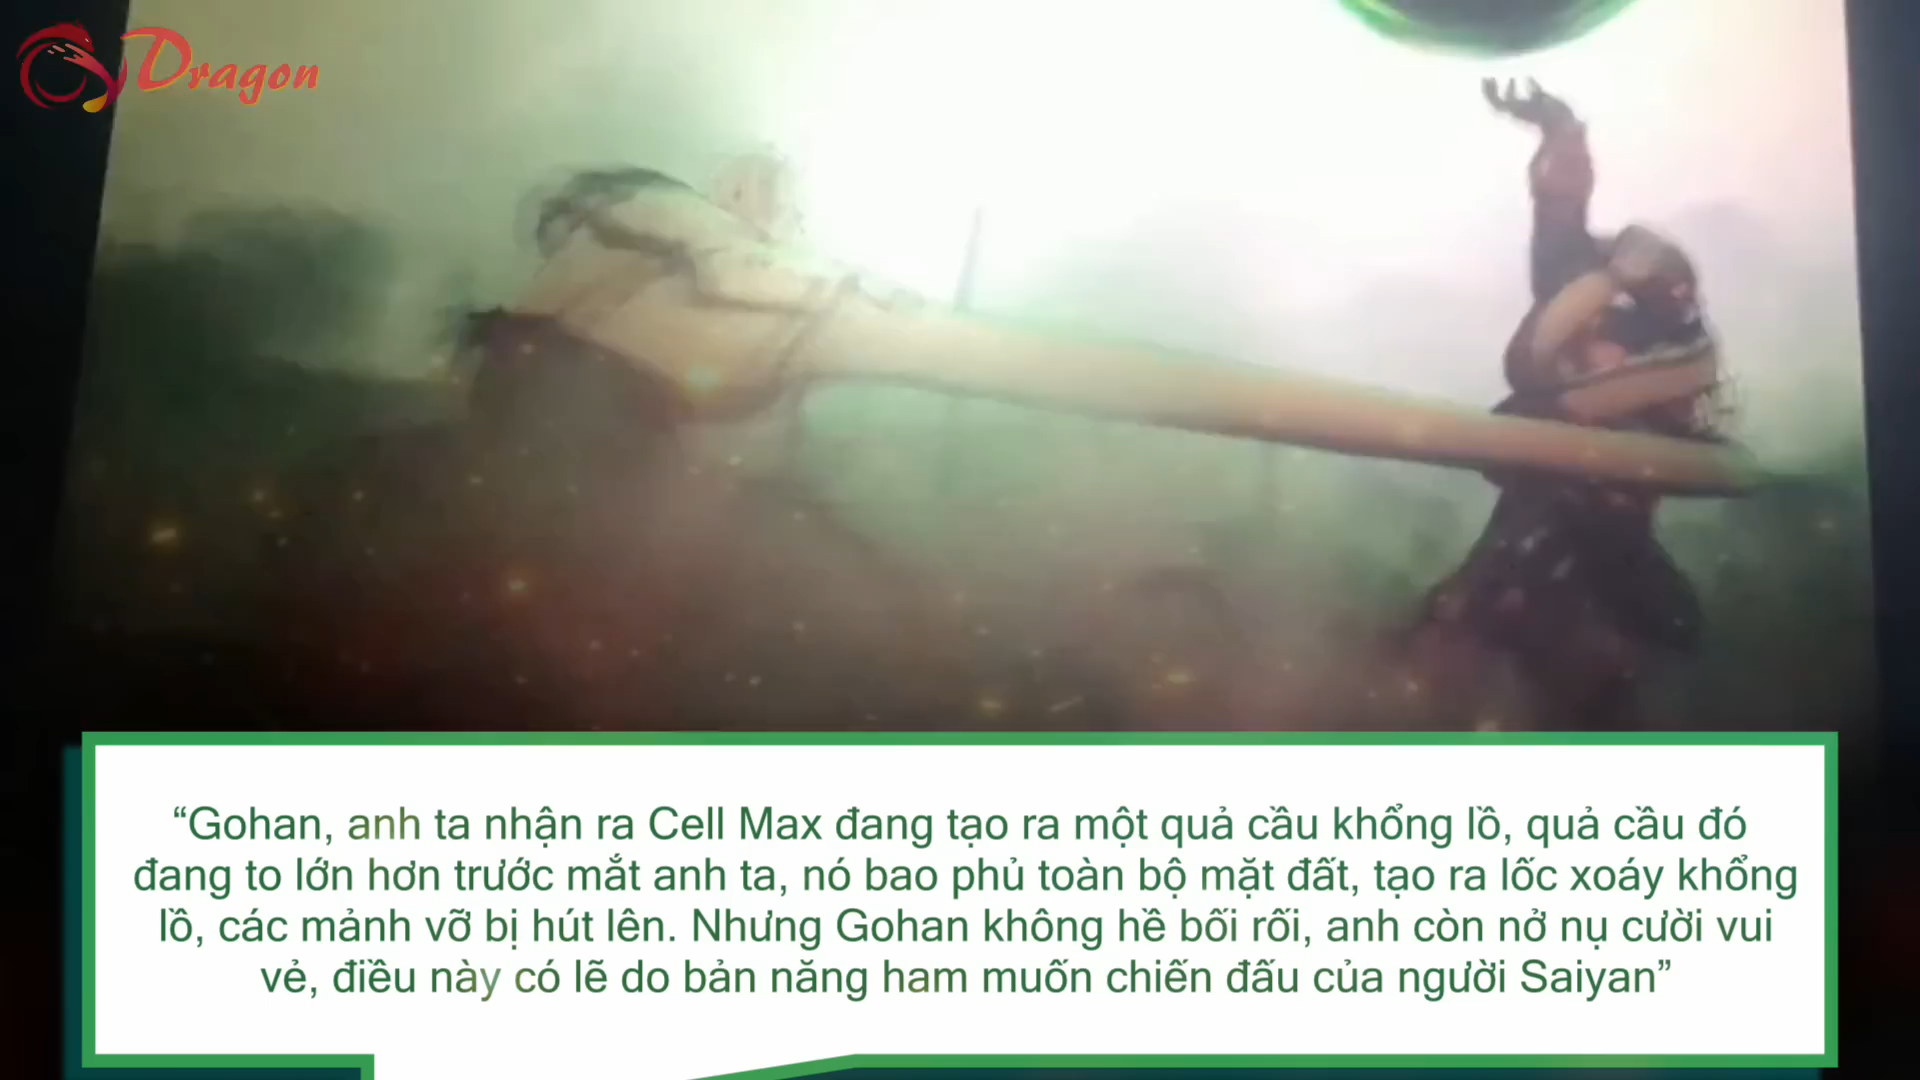 Dragon
“Gohan, anh ta nhận ra Cell Max đang tạo ra một quả cầu khổng lồ, quả cầu đó
đang to lớn hơn trước mắt anh ta, nó bao phủ toàn bộ mặt đất, tạo ra lốc xoáy khổng
lồ, các mảnh vỡ bị hút lên. Nhưng Gohan không hề bối rối, anh còn nở nụ cười vui
vẻ, điều này có lẽ do bản năng ham muốn chiến đấu của người Saiyan”